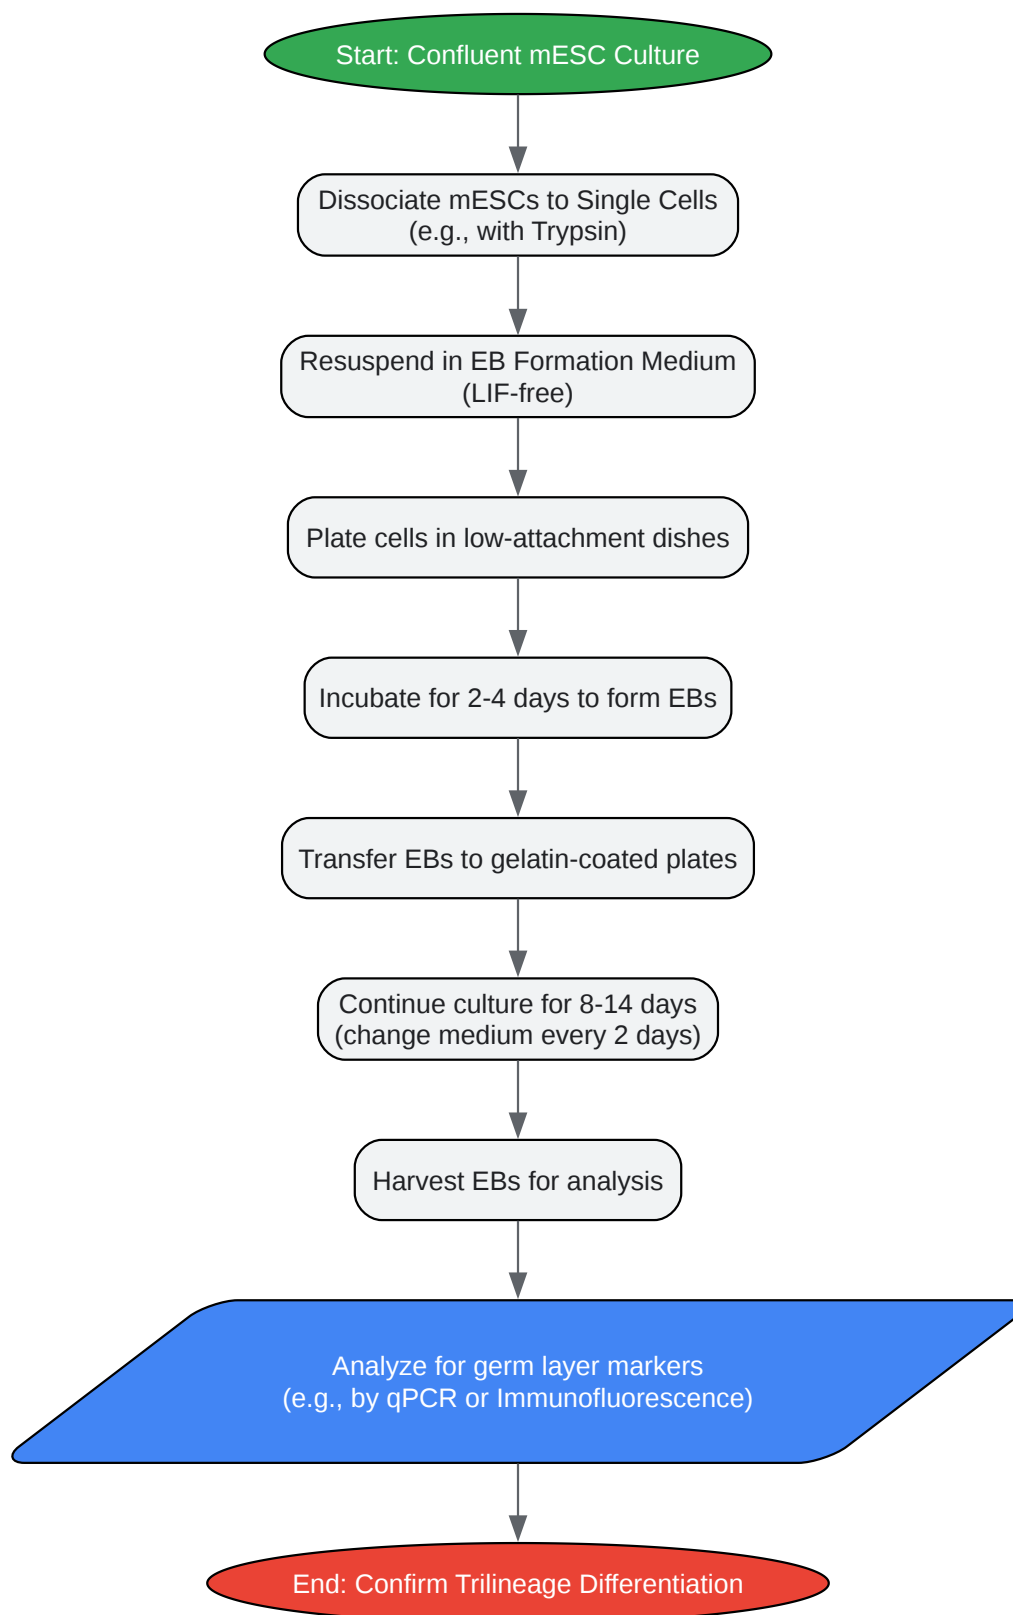 Start: Confluent mESC Culture
Dissociate mESCs to Single Cells
(e.g., with Trypsin)
Resuspend in EB Formation Medium
(LIF-free)
Plate cells in low-attachment dishes
Incubate for 2-4 days to form EBs
Transfer EBs to gelatin-coated plates
Continue culture for 8-14 days
(change medium every 2 days)
Harvest EBs for analysis
Analyze for germ layer markers
(e.g., by qPCR or Immunofluorescence)
End: Confirm Trilineage Differentiation